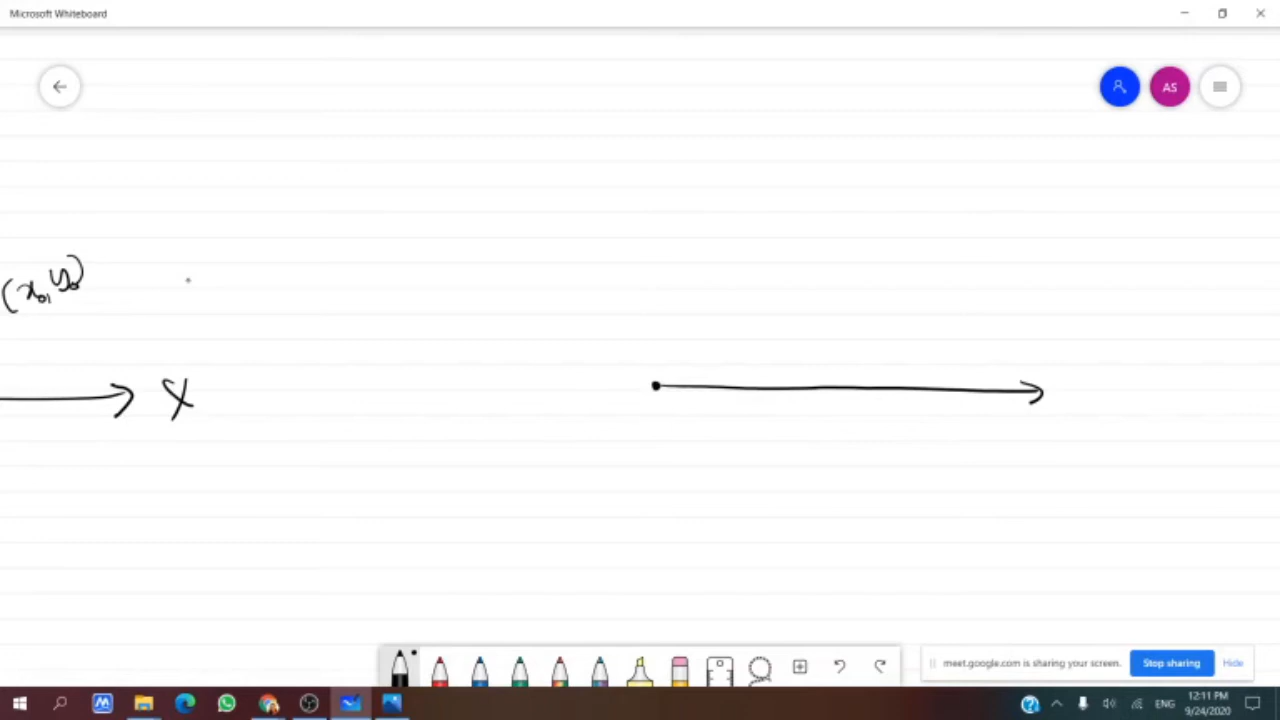 Microsoft Whiteboard
AS
(x₀, y₀)
X
meet.google.com is sharing your screen.
Stop sharing
Hide
ENG
12:11 PM
9/24/2020